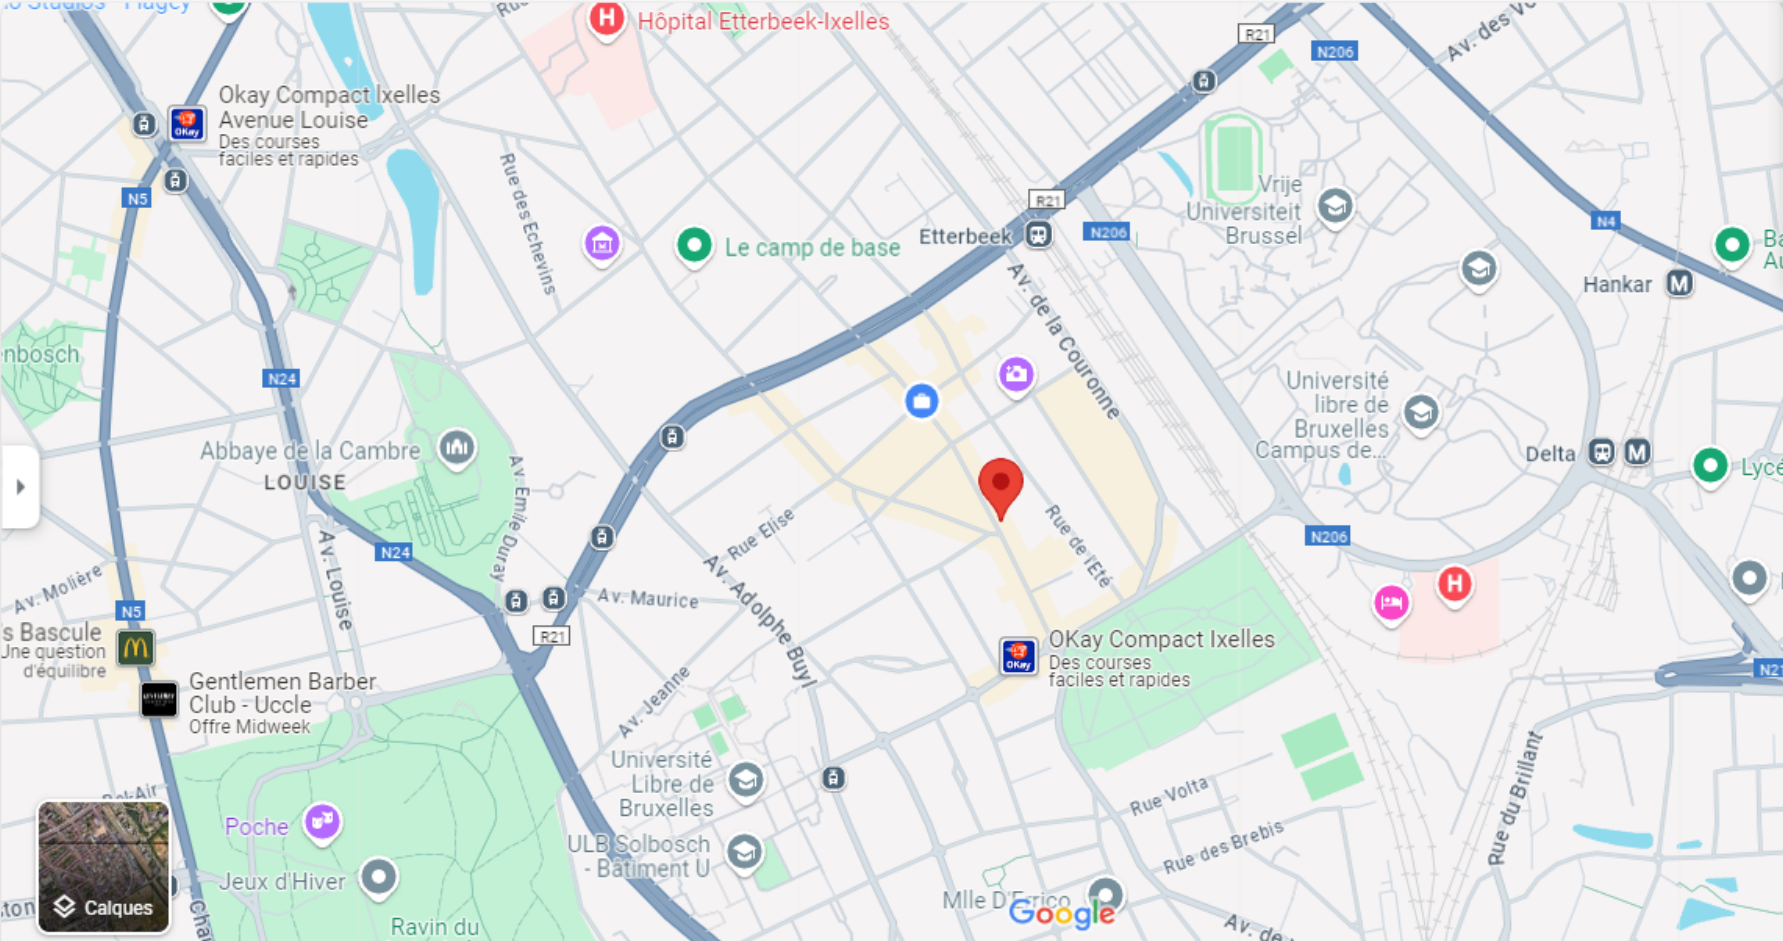 Hôpital Etterbeek-Ixelles
R21
N206
Av. des
Okay Compact Ixelles
Avenue Louise
Des courses
faciles et rapides
OKay
N5
Rue des Echevins
Le camp de base
R21
Etterbeek
N206
Vrije
Universiteit
Brussel
N4
Hankar
M
Av. de la Couronne
N24
Abbaye de la Cambre
LOUISE
Université
libre de
Bruxelles
Campus de...
Delta
M
Av. Emile Duray
Rue Elise
Rue de l'Eté
N206
N24
Av. Louise
Av. Molière
Av. Maurice
Av. Adolphe Buyl
N5
R21
H
s Bascule
Une question
d'équilibre
OKay Compact Ixelles
Des courses
faciles et rapides
OKay
Gentlemen Barber
Club - Uccle
Offre Midweek
Av. Jeanne
Université
Libre de
Bruxelles
Rue Volta
Rue du Brillant
Poche
ULB Solbosch
- Bâtiment U
Rue des Brebis
Jeux d'Hiver
Calques
Mlle D'Errico
Google
Av. de
Ravin du